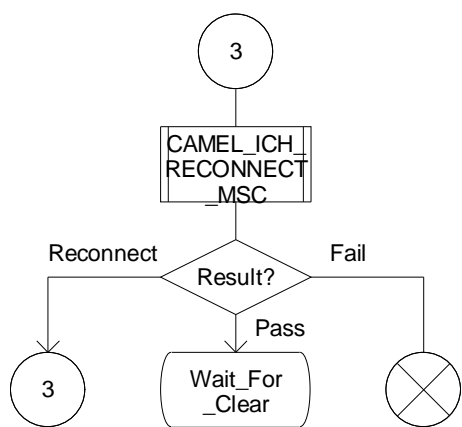 3
CAMEL_ICH_
RECONNECT
_MSC
Reconnect
Result?
Fail
Pass
3
Wait_For
_Clear